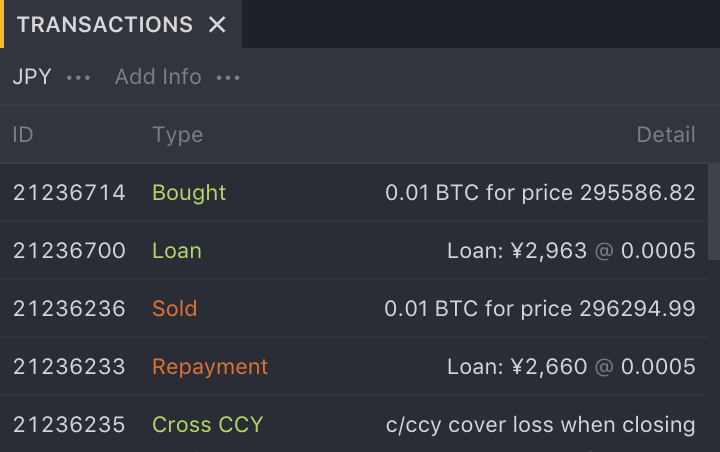 TRANSACTIONS ×
JPY ••• Add Info •••
ID Type Detail
21236714 Bought 0.01 BTC for price 295586.82
21236700 Loan Loan: ¥2,963 @ 0.0005
21236236 Sold 0.01 BTC for price 296294.99
21236233 Repayment Loan: ¥2,660 @ 0.0005
21236235 Cross CCY c/ccy cover loss when closing